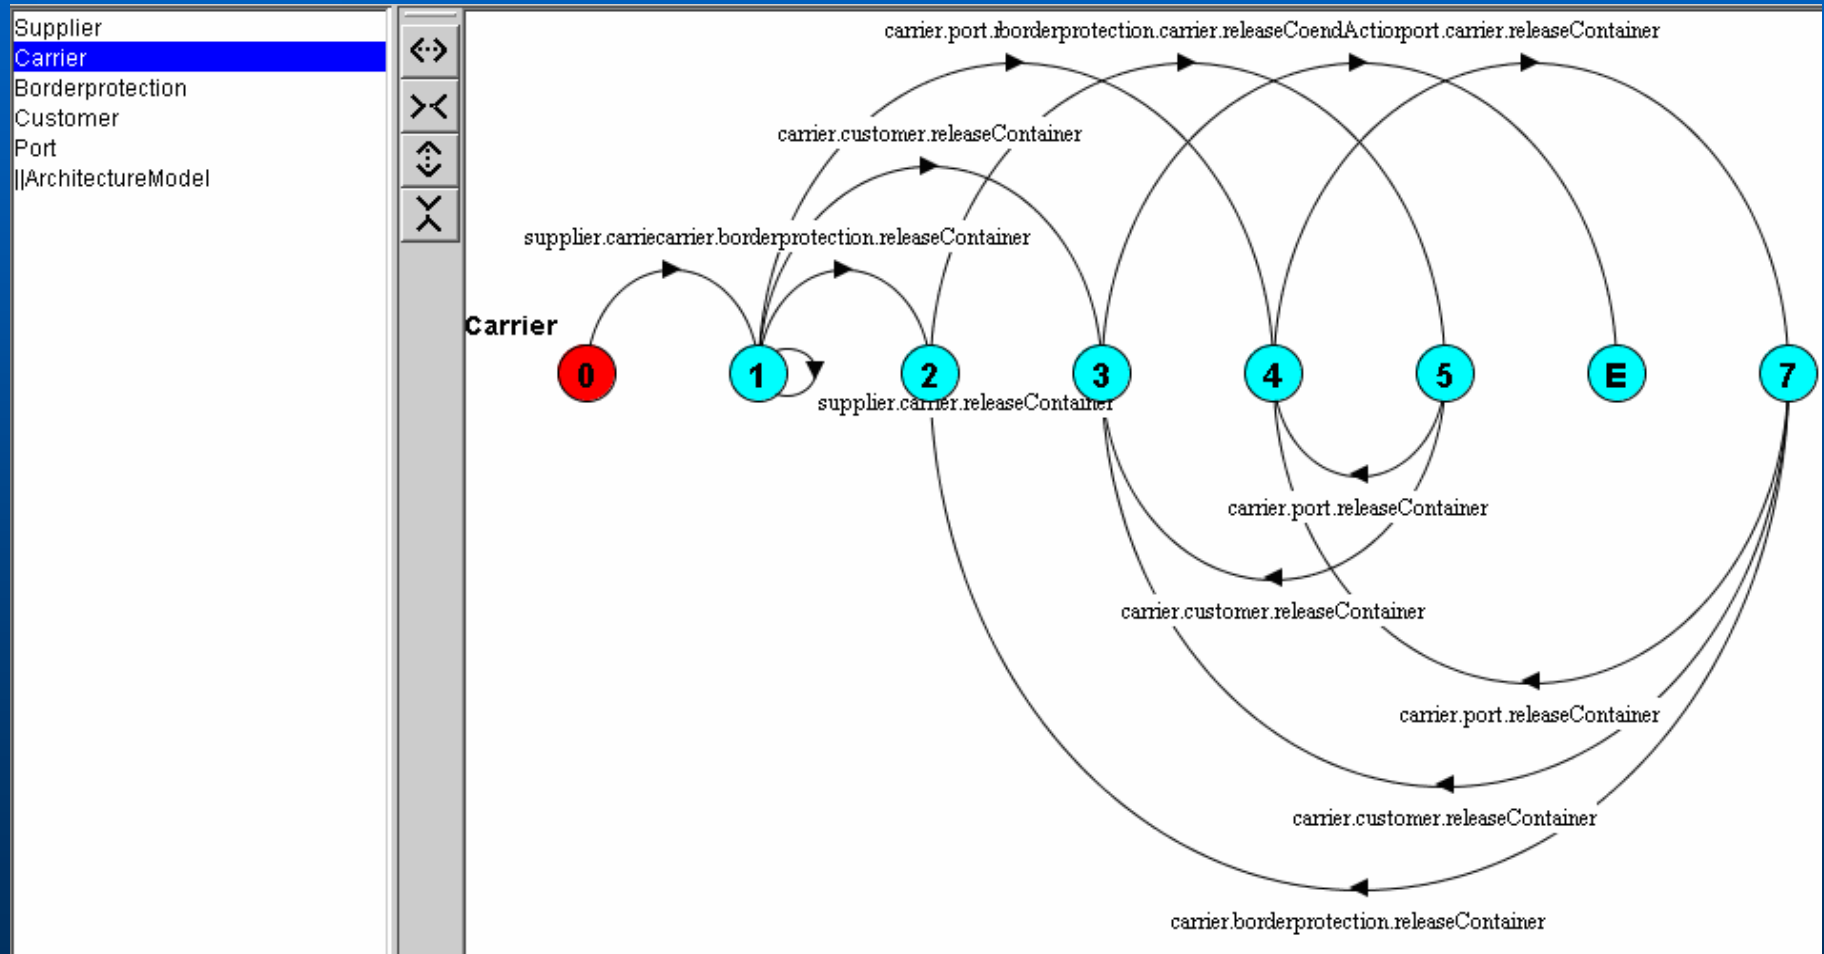 Supplier
Carrier
Borderprotection
Customer
Port
||ArchitectureModel
carrier.port.rborderprotection.carrier.releaseCoendActionport.carrier.releaseContainer
carrier.customer.releaseContainer
supplier.carriecarrier.borderprotection.releaseContainer
Carrier
0 1 2 3 4 5 E 7
supplier.carrier.releaseContainer
carrier.port.releaseContainer
carrier.customer.releaseContainer
carrier.port.releaseContainer
carrier.customer.releaseContainer
carrier.borderprotection.releaseContainer